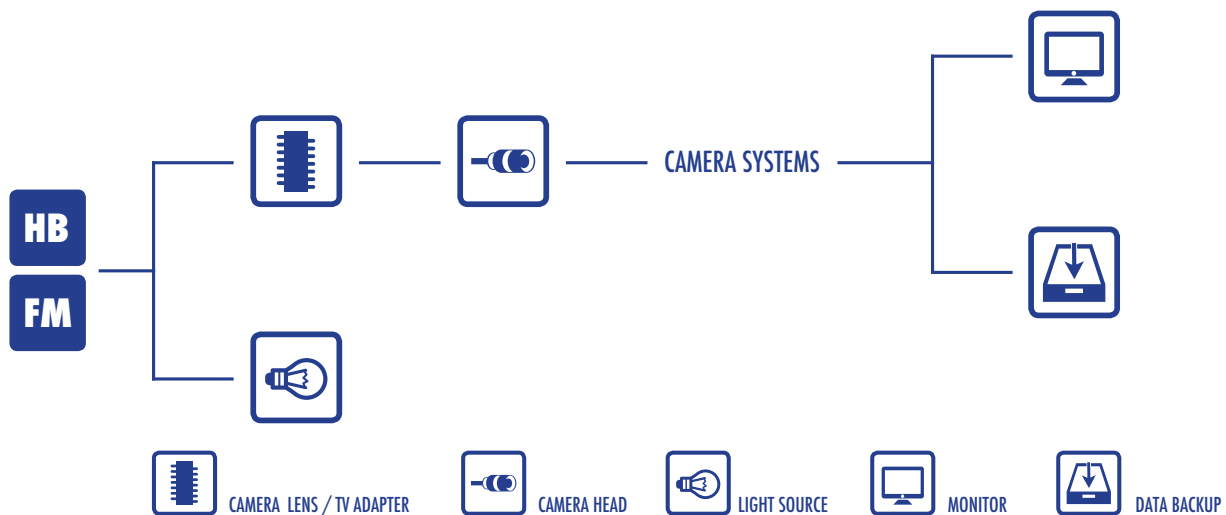 CAMERA SYSTEMS
HB
FM
CAMERA LENS / TV ADAPTER
CAMERA HEAD
LIGHT SOURCE
MONITOR
DATA BACKUP